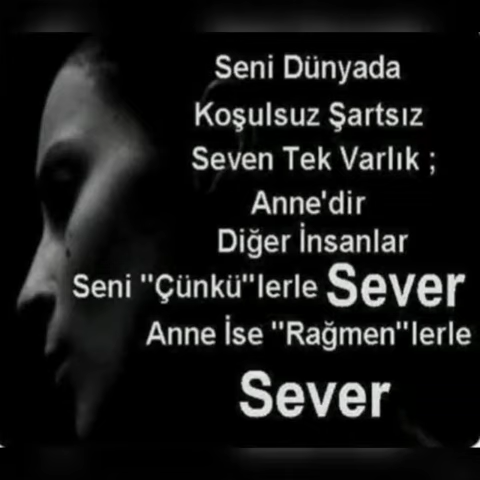 Seni Dünyada
Koşulsuz Şartsız
Seven Tek Varlık ;
Anne'dir
Diğer İnsanlar
Seni "Çünkü"lerle Sever
Anne İse "Rağmen"lerle
Sever